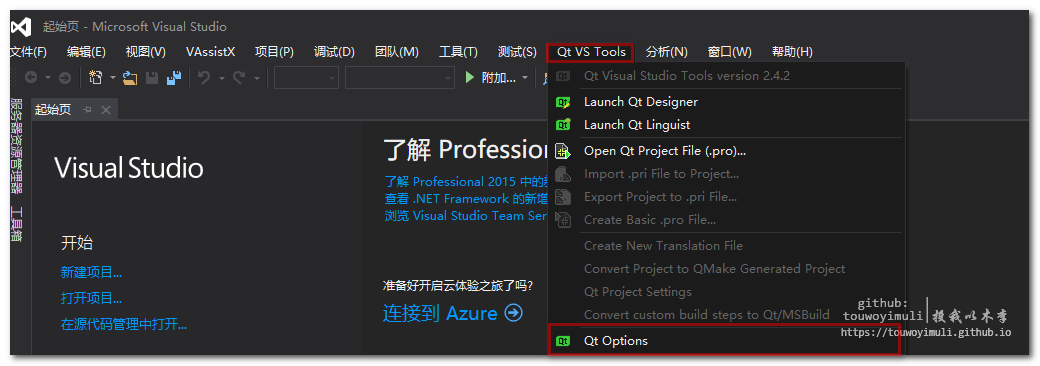 起始页 - Microsoft Visual Studio
文件(F) 编辑(E) 视图(V) VAssistX 项目(P) 调试(D) 团队(M) 工具(T) 测试(S) Qt VS Tools 分析(N) 窗口(W) 帮助(H)
附加...
服务器资源管理器
工具箱
起始页
Visual Studio
开始
新建项目...
打开项目...
在源代码管理中打开...
了解 Profession
了解 Professional 2015 中的
查看 .NET Framework 的新增
浏览 Visual Studio Team Ser
准备好开启云体验之旅了吗?
连接到 Azure
Qt Visual Studio Tools version 2.4.2
Launch Qt Designer
Launch Qt Linguist
Open Qt Project File (.pro)...
Import .pri File to Project...
Export Project to .pri File...
Create Basic .pro File...
Create New Translation File
Convert Project to QMake Generated Project
Qt Project Settings
Convert custom build steps to Qt/MSBuild
Qt Options
github:
touwoyimuli 投我以木李
https://touwoyimuli.github.io